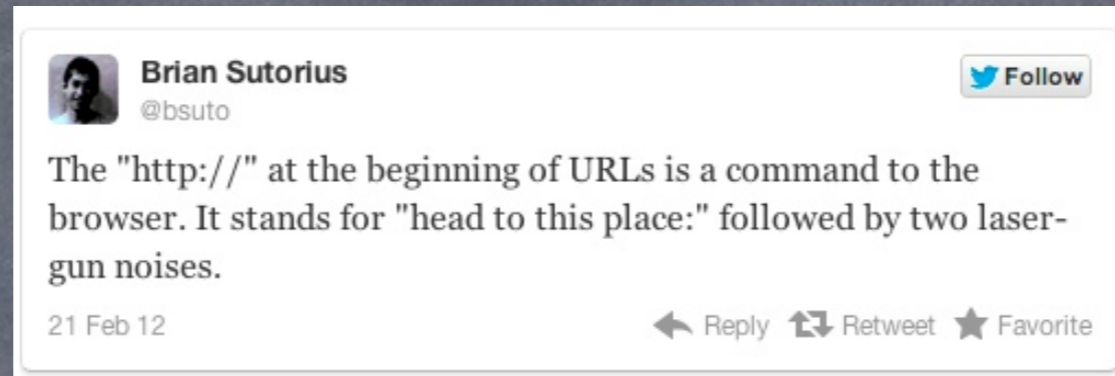 Brian Sutorius
Follow
@bsuto
The "http://" at the beginning of URLs is a command to the
browser. It stands for "head to this place:" followed by two laser-
gun noises.
21 Feb 12 Reply Retweet Favorite